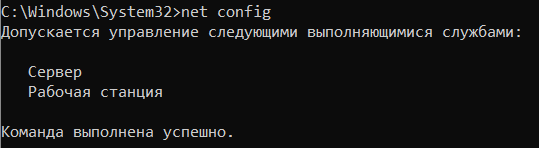 C:\Windows\System32>net config
Допускается управление следующими выполняющимися службами:
Сервер
Рабочая станция
Команда выполнена успешно.